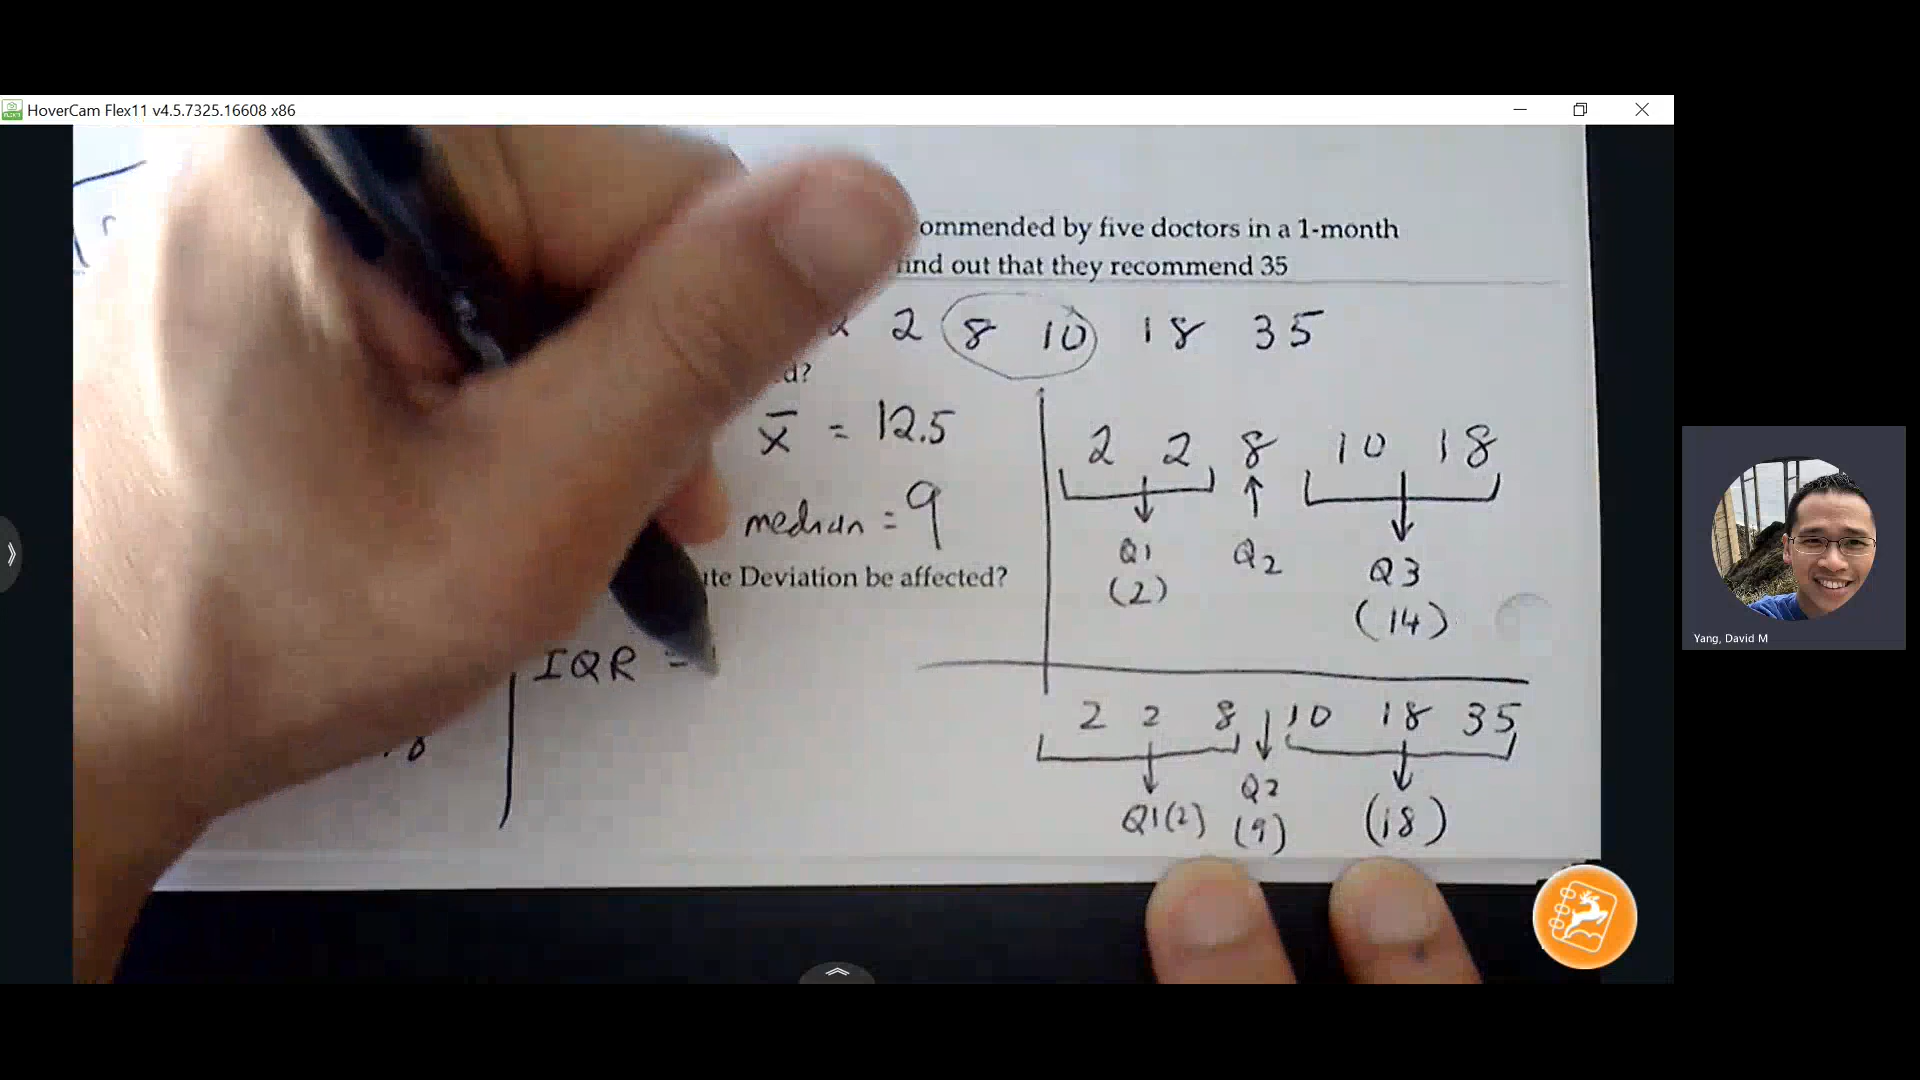 HoverCam Flex11 v4.5.7325.16608 x86
ommended by five doctors in a 1-month
ind out that they recommend 35
2 8 10 18 35
d?
x̄ = 12.5
2 2 8 10 18
median = 9
Q1 Q2 Q3
(2) (14)
te Deviation be affected?
IQR =
2 2 8 10 18 35
Q2
Q1(2) (9) (18)
Yang, David M